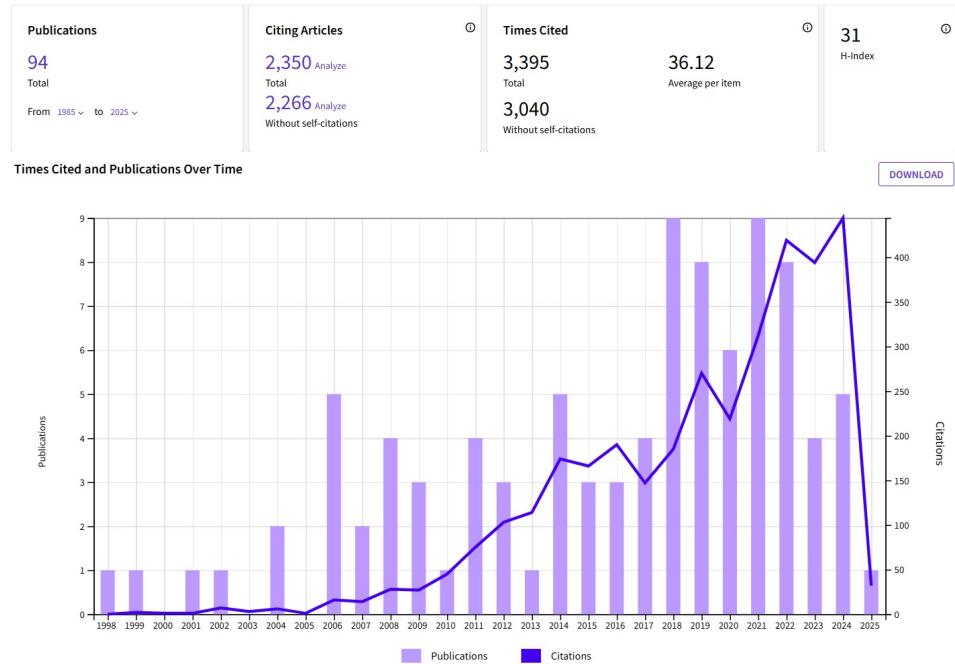 Publications
94
Total
From 1985 to 2025
Citing Articles
2,350 Analyze
Total
2,266 Analyze
Without self-citations
Times Cited
3,395
Total
3,040
Without self-citations
36.12
Average per item
31
H-Index
Times Cited and Publications Over Time
DOWNLOAD
9
8
7
6
5
4
3
2
1
0
Publications
400
350
300
250
200
150
100
50
0
Citations
1998 1999 2000 2001 2002 2003 2004 2005 2006 2007 2008 2009 2010 2011 2012 2013 2014 2015 2016 2017 2018 2019 2020 2021 2022 2023 2024 2025
Publications Citations